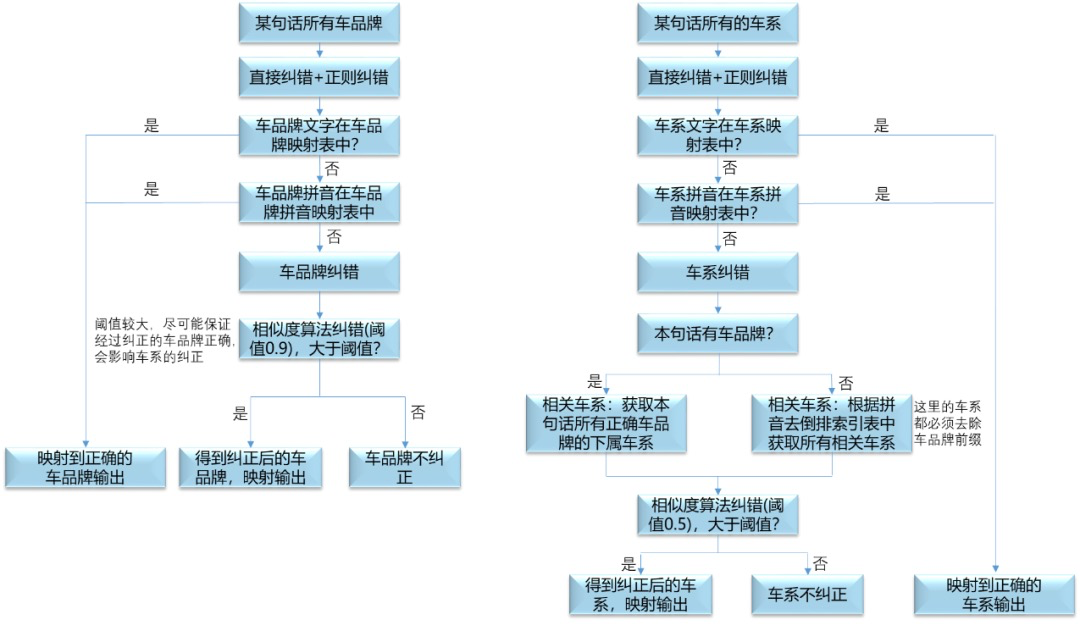 某句话所有车品牌
直接纠错+正则纠错
车品牌文字在车品
牌映射表中?
是
否
车品牌拼音在车品
牌拼音映射表中
是
否
车品牌纠错
阈值较大,尽可能保证
经过纠正的车品牌正确,
会影响车系的纠正
相似度算法纠错(阈
值0.9),大于阈值?
是
否
映射到正确的
车品牌输出
得到纠正后的车
品牌,映射输出
车品牌不纠
正
某句话所有的车系
直接纠错+正则纠错
车系文字在车系映
射表中?
是
否
车系拼音在车系拼
音映射表中?
是
否
车系纠错
本句话有车品牌?
是
否
相关车系:获取本
句话所有正确车品
牌的下属车系
相关车系:根据拼
音去倒排索引表中
获取所有相关车系
这里的车系
都必须去除
车品牌前缀
相似度算法纠错(阈
值0.5),大于阈值?
是
否
得到纠正后的车
系,映射输出
车系不纠正
映射到正确的
车系输出